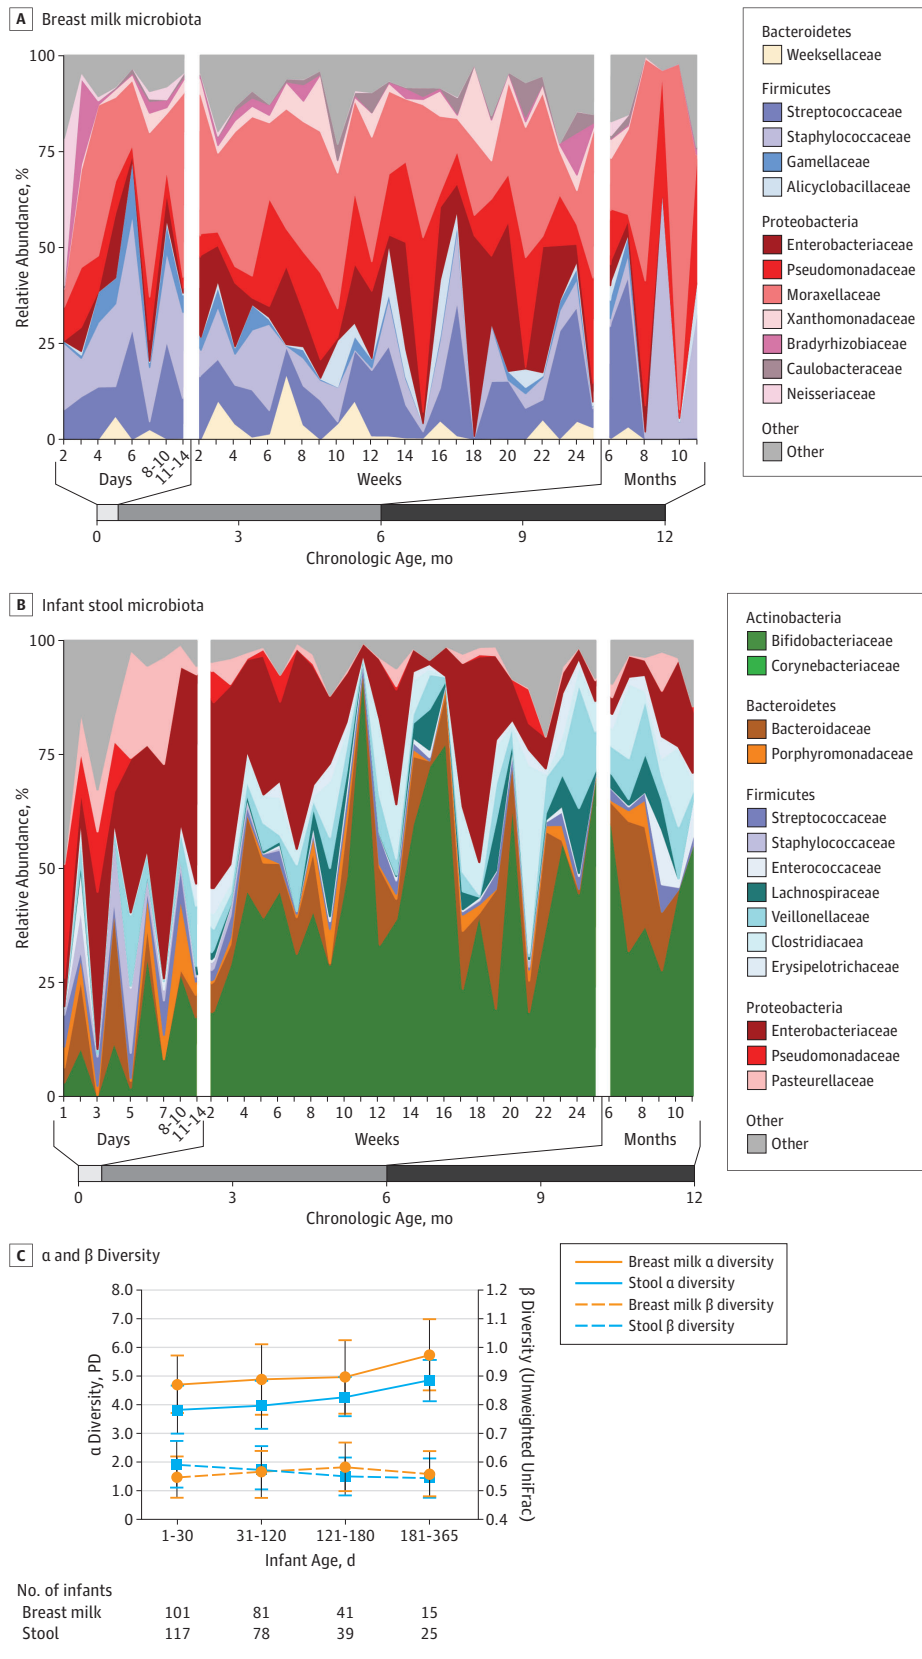 A Breast milk microbiota
Relative Abundance, %
100
75
50
25
0
2 4 6 8-10 11-14
2 4 6 8 10 12 14 16 18 20 22 24
6 8 10
Days Weeks Months
0 3 6 9 12
Chronologic Age, mo
Bacteroidetes
Weeksellaceae
Firmicutes
Streptococcaceae
Staphylococcaceae
Gamellaceae
Alicyclobacillaceae
Proteobacteria
Enterobacteriaceae
Pseudomonadaceae
Moraxellaceae
Xanthomonadaceae
Bradyrhizobiaceae
Caulobacteraceae
Neisseriaceae
Other
Other
B Infant stool microbiota
Relative Abundance, %
100
75
50
25
0
1 3 5 7 8-10 11-14
2 4 6 8 10 12 14 16 18 20 22 24
6 8 10
Days Weeks Months
0 3 6 9 12
Chronologic Age, mo
Actinobacteria
Bifidobacteriaceae
Corynebacteriaceae
Bacteroidetes
Bacteroidaceae
Porphyromonadaceae
Firmicutes
Streptococcaceae
Staphylococcaceae
Enterococcaceae
Lachnospiraceae
Veillonellaceae
Clostridiacaea
Erysipelotrichaceae
Proteobacteria
Enterobacteriaceae
Pseudomonadaceae
Pasteurellaceae
Other
Other
C α and β Diversity
α Diversity, PD
8.0
7.0
6.0
5.0
4.0
3.0
2.0
1.0
0
1.2
1.1
1.0
0.9
0.8
0.7
0.6
0.5
0.4
β Diversity (Unweighted UniFrac)
1-30 31-120 121-180 181-365
Infant Age, d
Breast milk α diversity
Stool α diversity
Breast milk β diversity
Stool β diversity
No. of infants
Breast milk 101 81 41 15
Stool 117 78 39 25